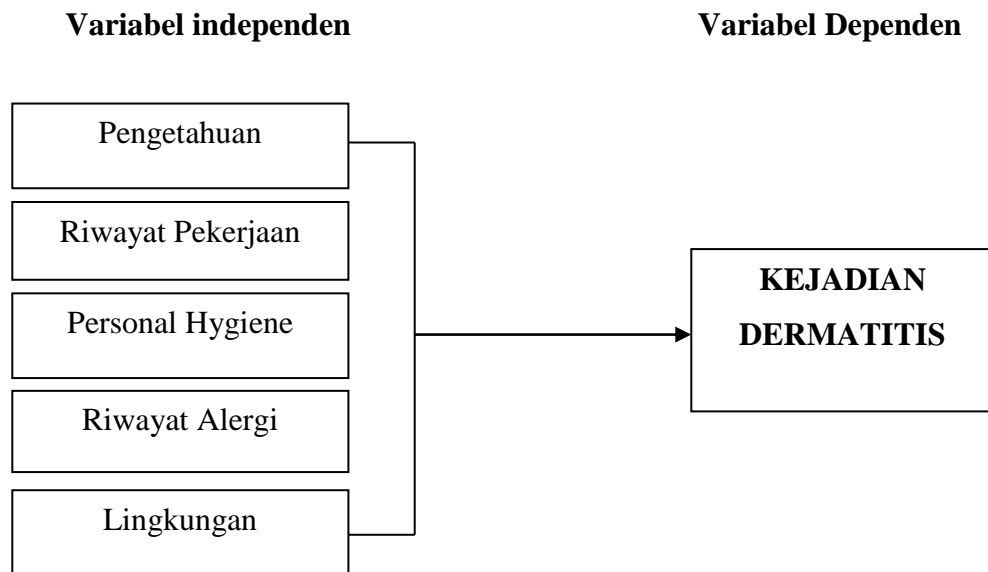 Variabel independen
Variabel Dependen
Pengetahuan
Riwayat Pekerjaan
Personal Hygiene
Riwayat Alergi
Lingkungan
KEJADIAN
DERMATITIS